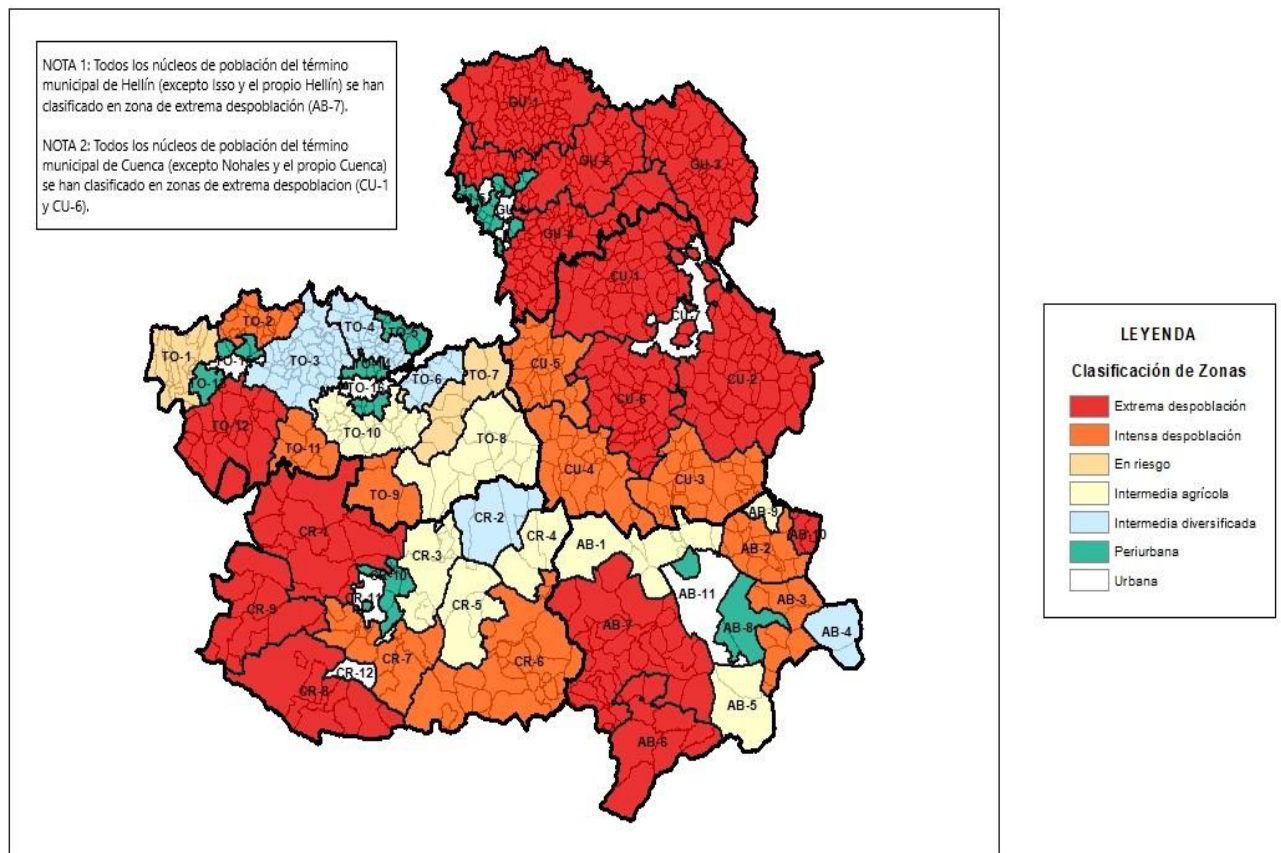 NOTA 1: Todos los núcleos de población del término
municipal de Hellín (excepto Isso y el propio Hellín) se han
clasificado en zona de extrema despoblación (AB-7).
NOTA 2: Todos los núcleos de población del término
municipal de Cuenca (excepto Nohales y el propio Cuenca)
se han clasificado en zonas de extrema despoblacion (CU-1
y CU-6).
GU-1
GU-2
GU-3
GU-4
CU-1
CU-7
CU-2
CU-5
CU-6
CU-4
CU-3
TO-1
TO-2
TO-3
TO-4
TO-5
TO-6
TO-7
TO-16
TO-12
TO-11
TO-10
TO-8
TO-9
CR-1
CR-2
CR-3
CR-4
CR-5
CR-10
CR-11
CR-9
CR-7
CR-6
CR-12
CR-8
AB-1
AB-9
AB-10
AB-2
AB-11
AB-3
AB-8
AB-4
AB-7
AB-5
AB-6
LEYENDA
Clasificación de Zonas
Extrema despoblación
Intensa despoblación
En riesgo
Intermedia agrícola
Intermedia diversificada
Periurbana
Urbana